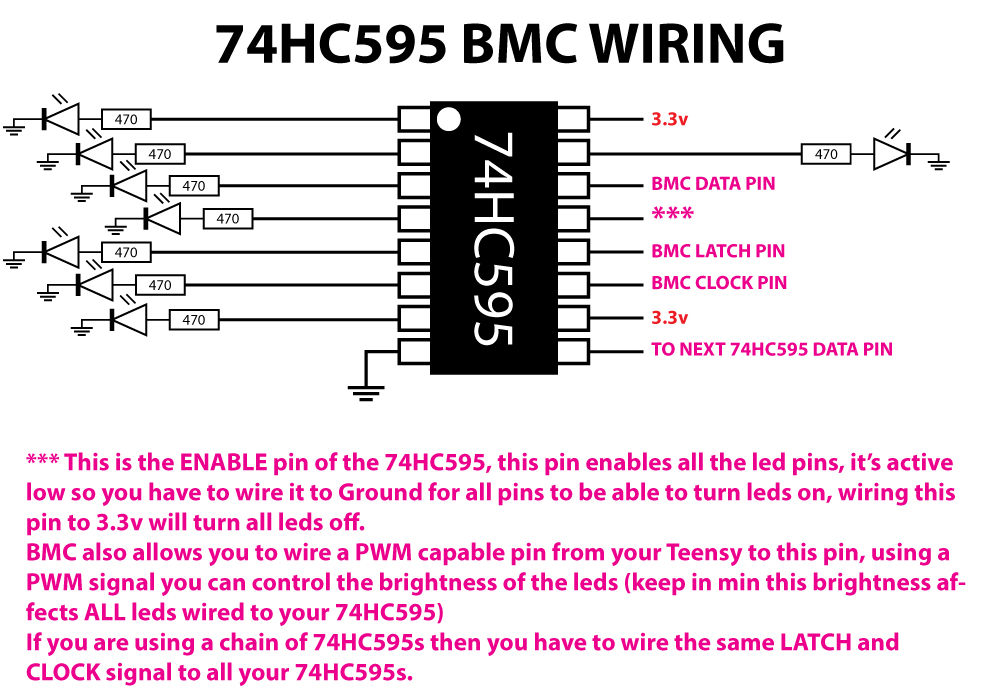 74HC595 BMC WIRING
470
3.3v
470
470
470
BMC DATA PIN
470
***
470
BMC LATCH PIN
470
BMC CLOCK PIN
470
3.3v
TO NEXT 74HC595 DATA PIN
74HC595
*** This is the ENABLE pin of the 74HC595, this pin enables all the led pins, it’s active
low so you have to wire it to Ground for all pins to be able to turn leds on, wiring this
pin to 3.3v will turn all leds off.
BMC also allows you to wire a PWM capable pin from your Teensy to this pin, using a
PWM signal you can control the brightness of the leds (keep in min this brightness af-
fects ALL leds wired to your 74HC595)
If you are using a chain of 74HC595s then you have to wire the same LATCH and
CLOCK signal to all your 74HC595s.